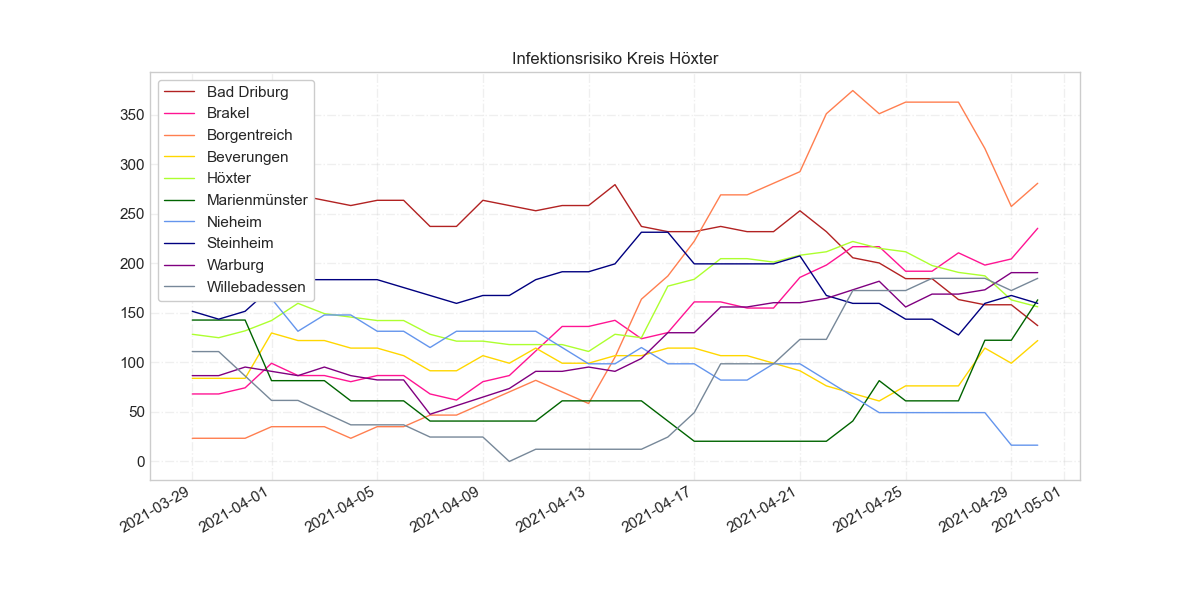 Infektionsrisiko Kreis Höxter
Bad Driburg
Brakel
Borgentreich
Beverungen
Höxter
Marienmünster
Nieheim
Steinheim
Warburg
Willebadessen
350
300
250
200
150
100
50
0
2021-03-29
2021-04-01
2021-04-05
2021-04-09
2021-04-13
2021-04-17
2021-04-21
2021-04-25
2021-04-29
2021-05-01